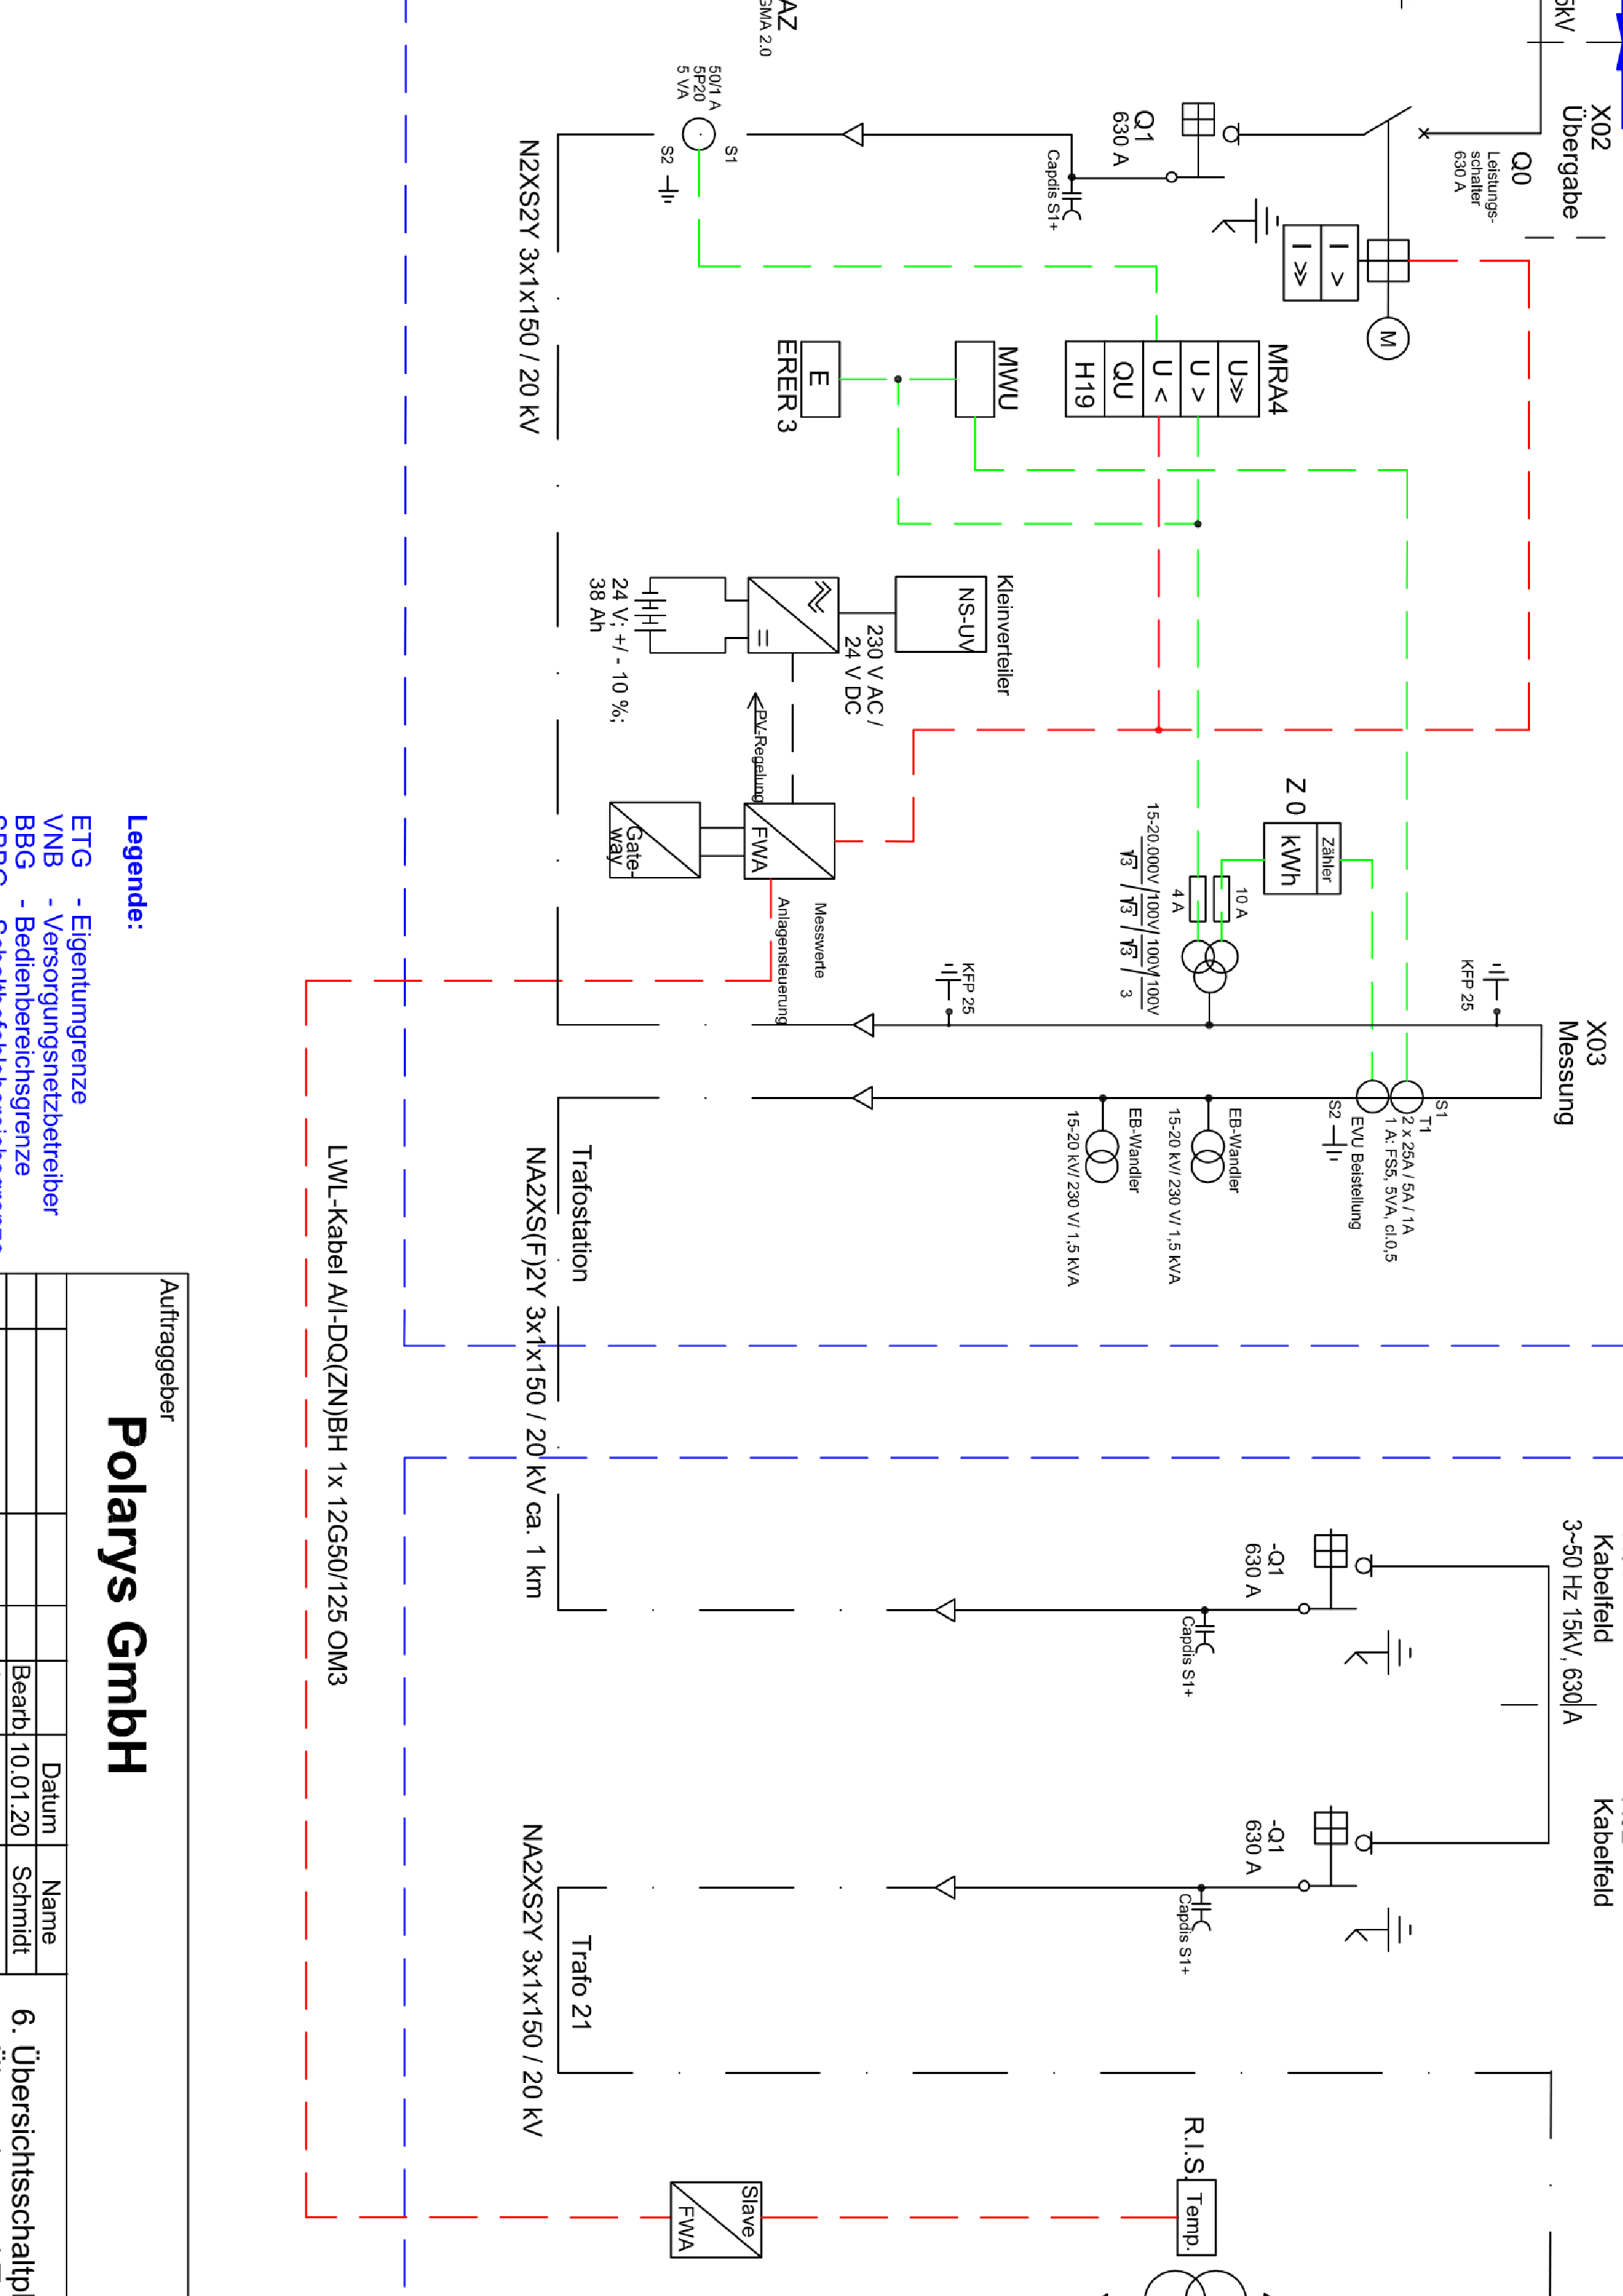 5kV
X02
Übergabe
Q0
Leistungs-
schalter
630 A
I >
I >>
M
Q1
630 A
Capdis S1+
AZ
50/1 A
5P20
5 VA
S1
S2
N2XS2Y 3x1x150 / 20 kV
MRA4
U>>
U >
U <
QU
H19
MWU
E
ERER 3
Kleinverteiler
NS-UV
230 V AC /
24 V DC
=
24 V; +/ - 10 %;
38 Ah
PV-Regelung
FWA
Gate-
way
Messwerte
Anlagensteuerung
Z 0
Zähler
kWh
10 A
4 A
15-20.000V/100V/100V/100V
√3 / √3 / √3 / 3
KFP 25
KFP 25
X03
Messung
S1
T1
2 x 25A / 5A / 1A
1 A: FS5, 5VA, cl.0,5
EVU Beistellung
S2
EB-Wandler
15-20 kV/ 230 V/ 1,5 kVA
EB-Wandler
15-20 kV/ 230 V/ 1,5 kVA
Trafostation
NA2XS(F)2Y 3x1x150 / 20 kV ca. 1 km
LWL-Kabel A/I-DQ(ZN)BH 1x 12G50/125 OM3
Kabelfeld
3~50 Hz 15kV, 630 A
-Q1
630 A
Capdis S1+
Kabelfeld
-Q1
630 A
Capdis S1+
Trafo 21
NA2XS2Y 3x1x150 / 20 kV
R.I.S.
Temp.
Slave
FWA
Legende:
ETG - Eigentumgrenze
VNB - Versorgungsnetzbetreiber
BBG - Bedienbereichsgrenze
Auftraggeber
Polarys GmbH
Datum Name
Bearb. 10.01.20 Schmidt
6. Übersichtsschaltpl